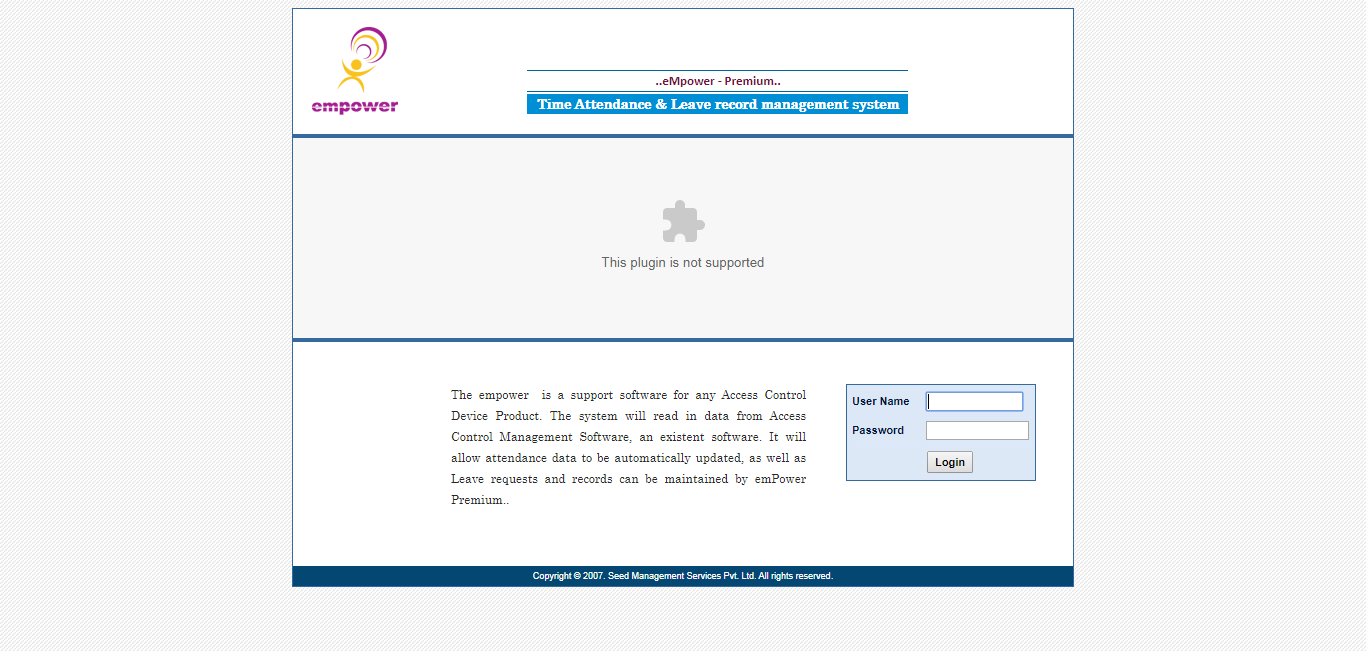 empower
..eMpower - Premium..
Time Attendance & Leave record management system
This plugin is not supported
The empower  is a support software for any Access Control
Device Product. The system will read in data from Access
Control Management Software, an existent software. It will
allow attendance data to be automatically updated, as well as
Leave requests and records can be maintained by emPower
Premium..
User Name
Password
Login
Copyright © 2007. Seed Management Services Pvt. Ltd. All rights reserved.